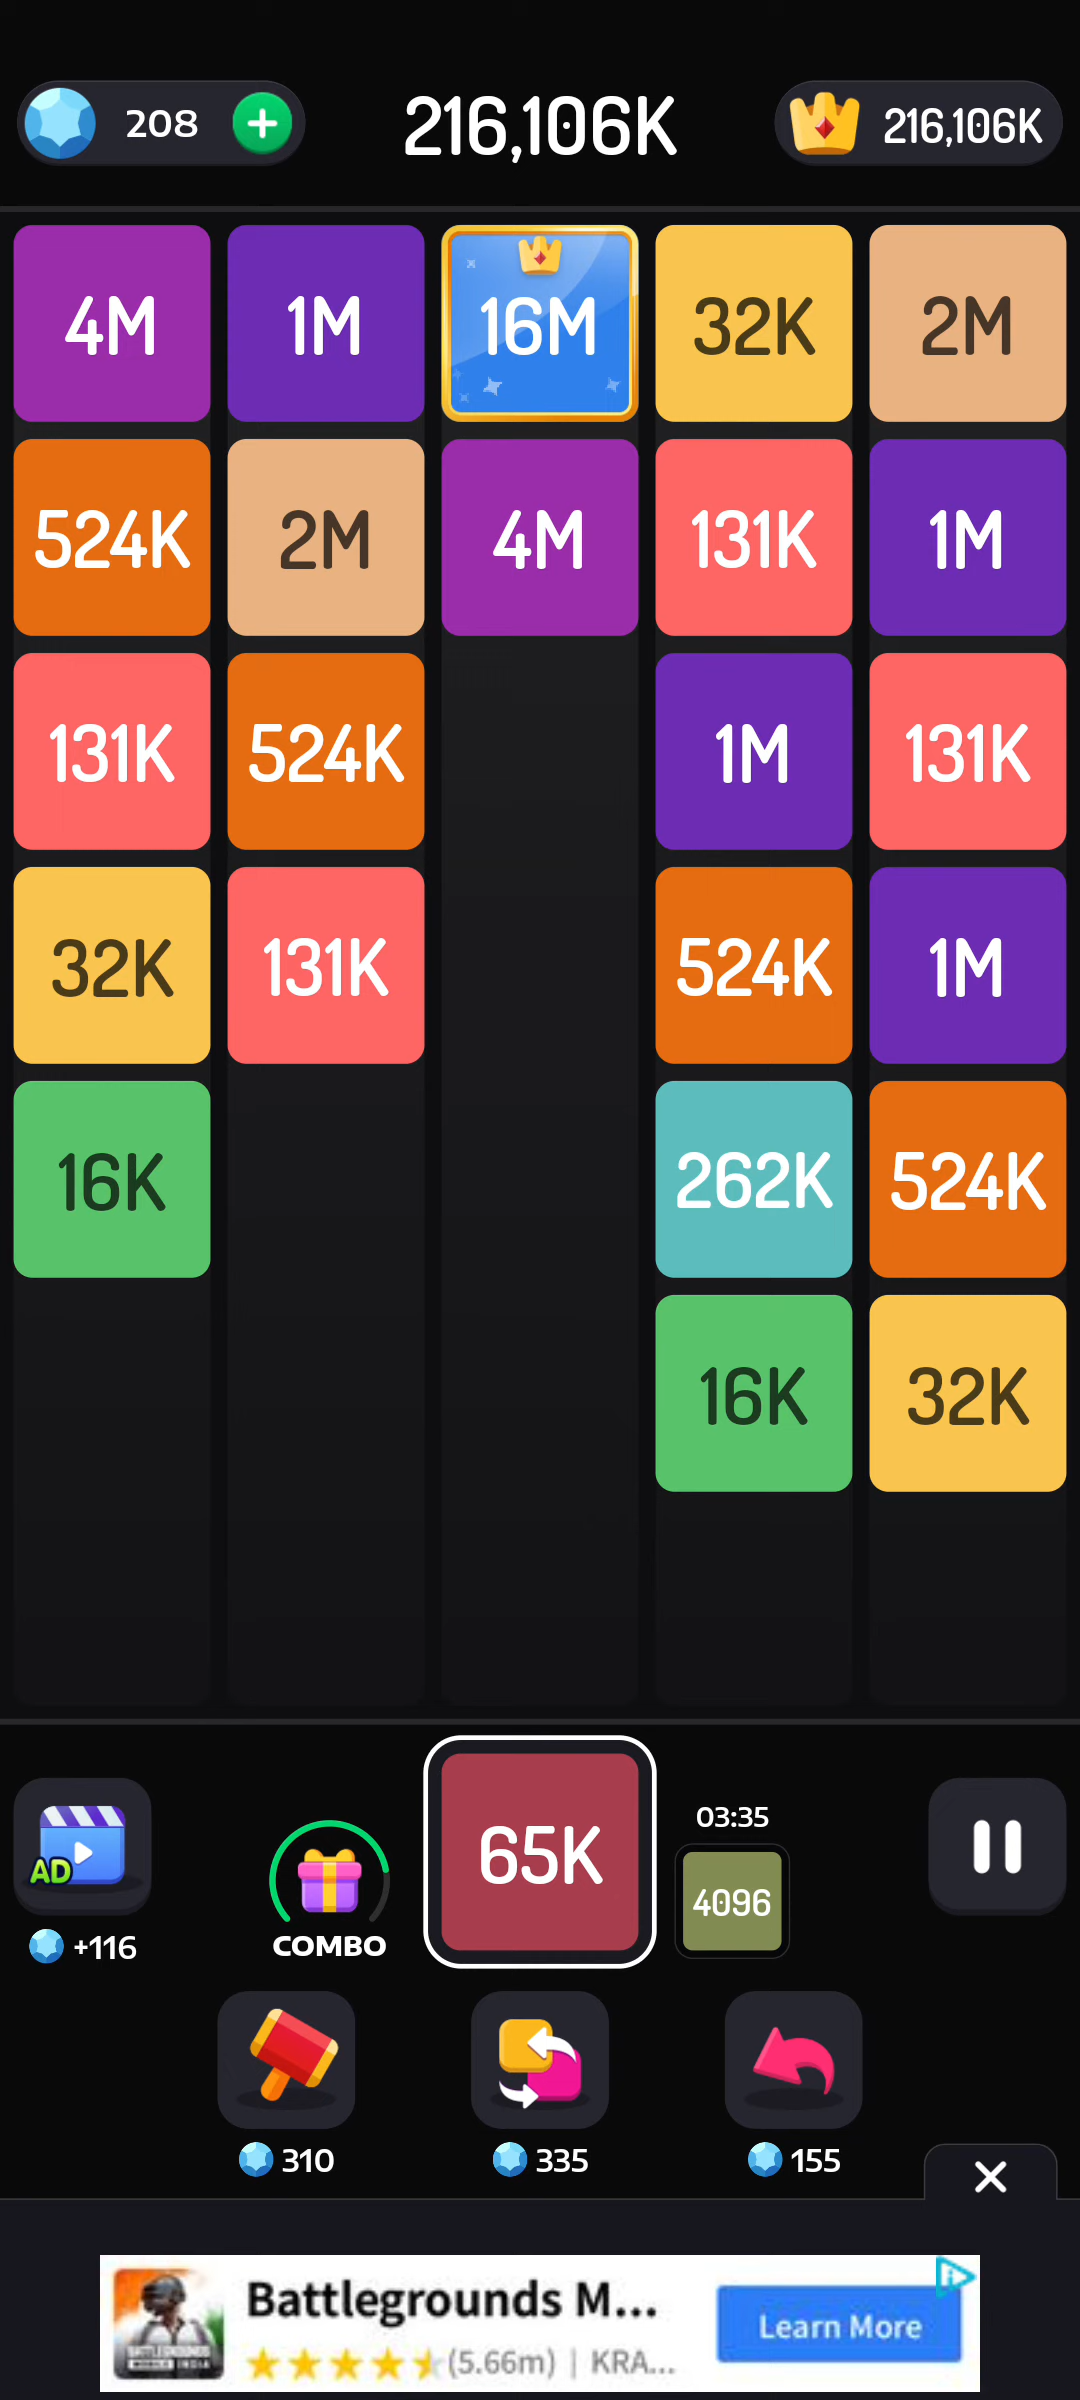 208 216,106K 216,106K
4M 1M 16M 32K 2M
524K 2M 4M 131K 1M
131K 524K 1M 131K
32K 131K 524K 1M
16K 262K 524K
16K 32K
65K
03:35
4096
AD
+116
COMBO
310 335 155
Battlegrounds M...
(5.66m) | KRA...
Learn More